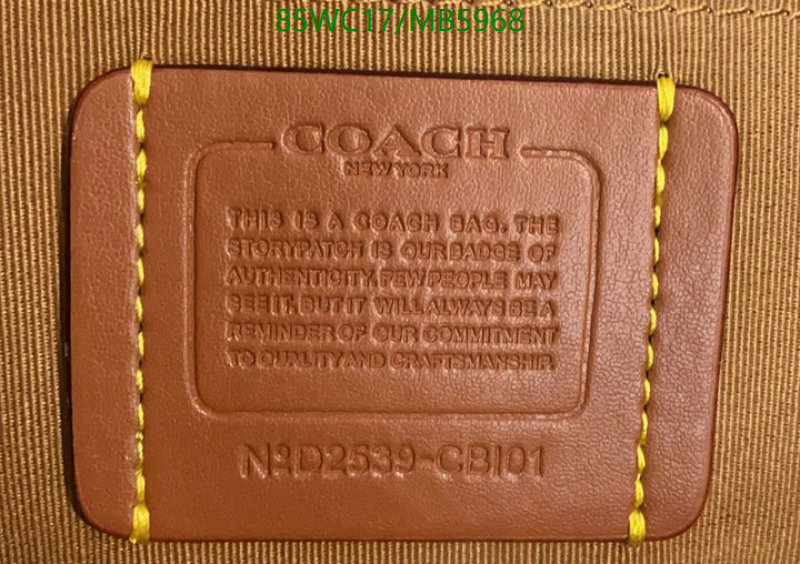 85WC17/MB5968
COACH
NEW YORK
THIS IS A COACH BAG. THE
STORYPATCH IS OUR BADGE OF
AUTHENTICITY. FEW PEOPLE MAY
SEE IT, BUT IT WILL ALWAYS BE A
REMINDER OF OUR COMMITMENT
TO QUALITY AND CRAFTSMANSHIP.
Nº D2539-CBI01